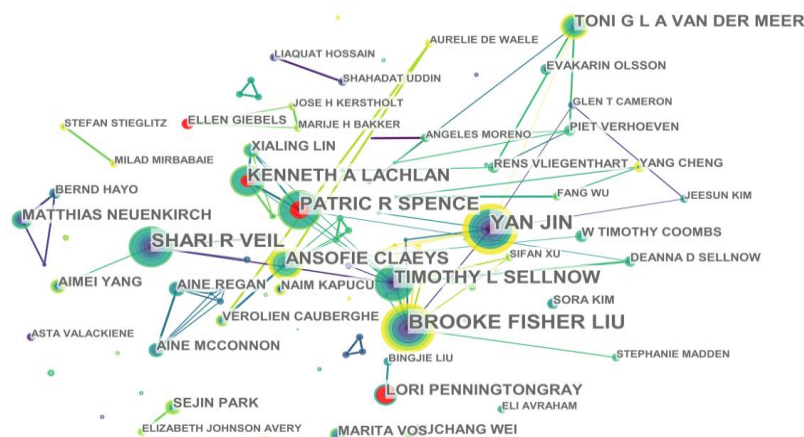 TONI G L A VAN DER MEER
AURELIE DE WAELE
LIAQUAT HOSSAIN
EVAKARIN OLSSON
SHAHADAT UDDIN
JOSE H KERSTHOLT
GLEN T CAMERON
ELLEN GIEBELS
MARIJE H BAKKER
STEFAN STIEGLITZ
PIET VERHOEVEN
ANGELES MORENO
XIALING LIN
MILAD MIRBABAIE
RENS VLIEGENTHART
YANG CHENG
KENNETH A LACHLAN
BERND HAYO
FANG WU
JEESUN KIM
PATRIC R SPENCE
MATTHIAS NEUENKIRCH
YAN JIN
W TIMOTHY COOMBS
SHARI R VEIL
SIFAN XU
ANSOFIE CLAEYS
DEANNA D SELLNOW
TIMOTHY L SELLNOW
AIMEI YANG
AINE REGAN
NAIM KAPUCU
SORA KIM
VEROLIEN CAUBERGHE
BROOKE FISHER LIU
ASTA VALACKIENE
AINE MCCONNON
STEPHANIE MADDEN
BINGJIE LIU
LORI PENNINGTONGRAY
SEJIN PARK
ELI AVRAHAM
ELIZABETH JOHNSON AVERY
MARITA VOS
JCHANG WEI